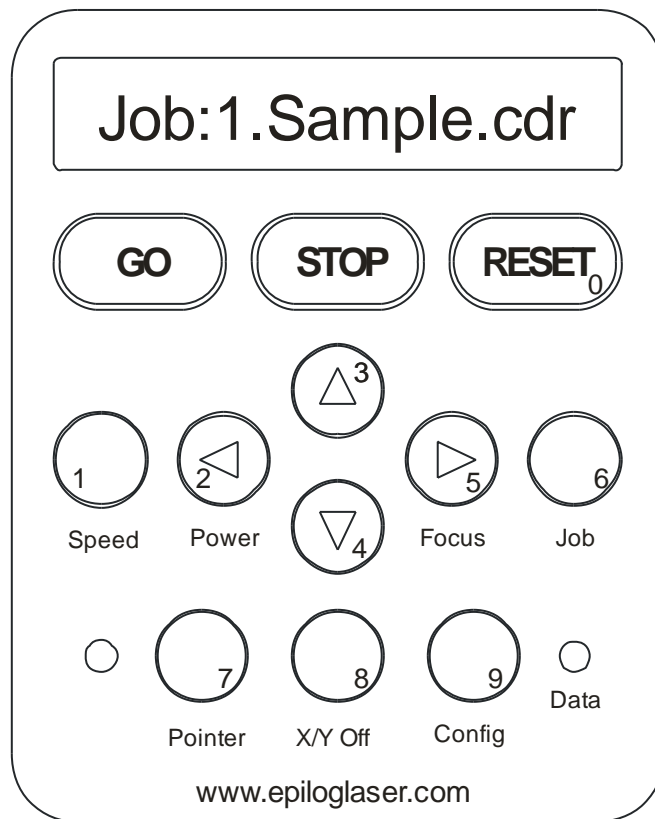 Job:1.Sample.cdr
GO STOP RESET 0
3
1 2 5 6
4
Speed Power Focus Job
7 8 9
Data
Pointer X/Y Off Config
www.epiloglaser.com